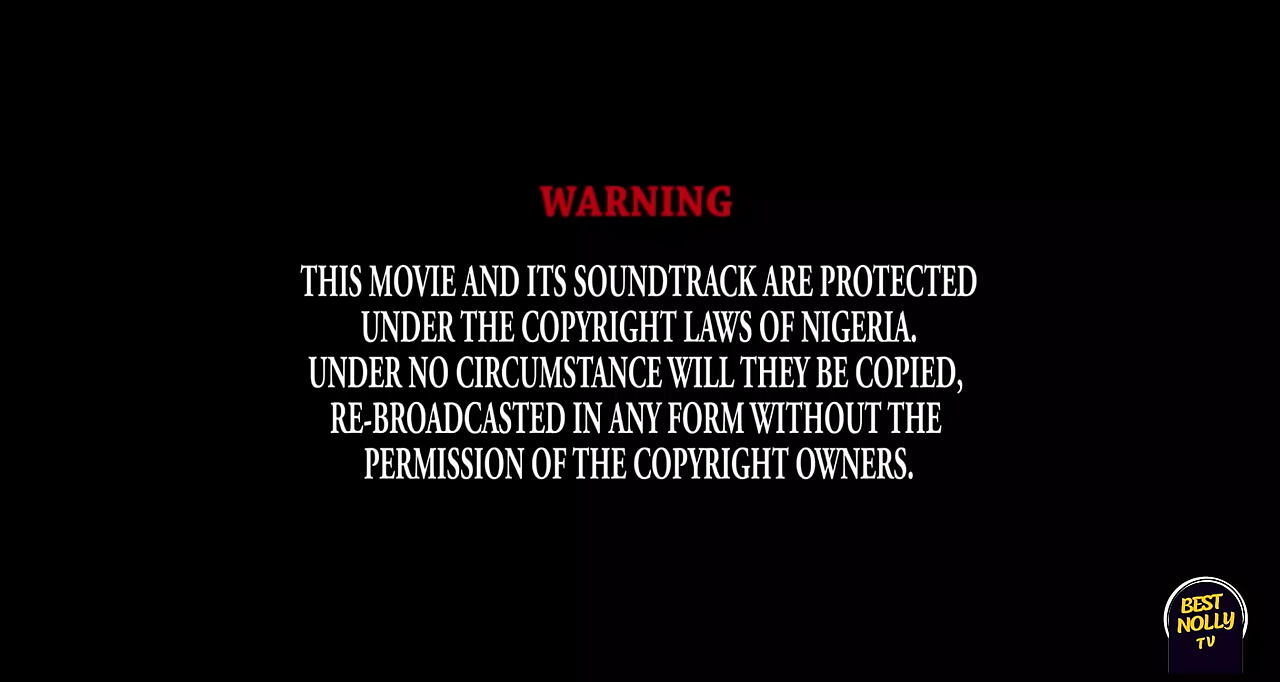 WARNING
THIS MOVIE AND ITS SOUNDTRACK ARE PROTECTED
UNDER THE COPYRIGHT LAWS OF NIGERIA.
UNDER NO CIRCUMSTANCE WILL THEY BE COPIED,
RE-BROADCASTED IN ANY FORM WITHOUT THE
PERMISSION OF THE COPYRIGHT OWNERS.
BEST
NOLLY
TV